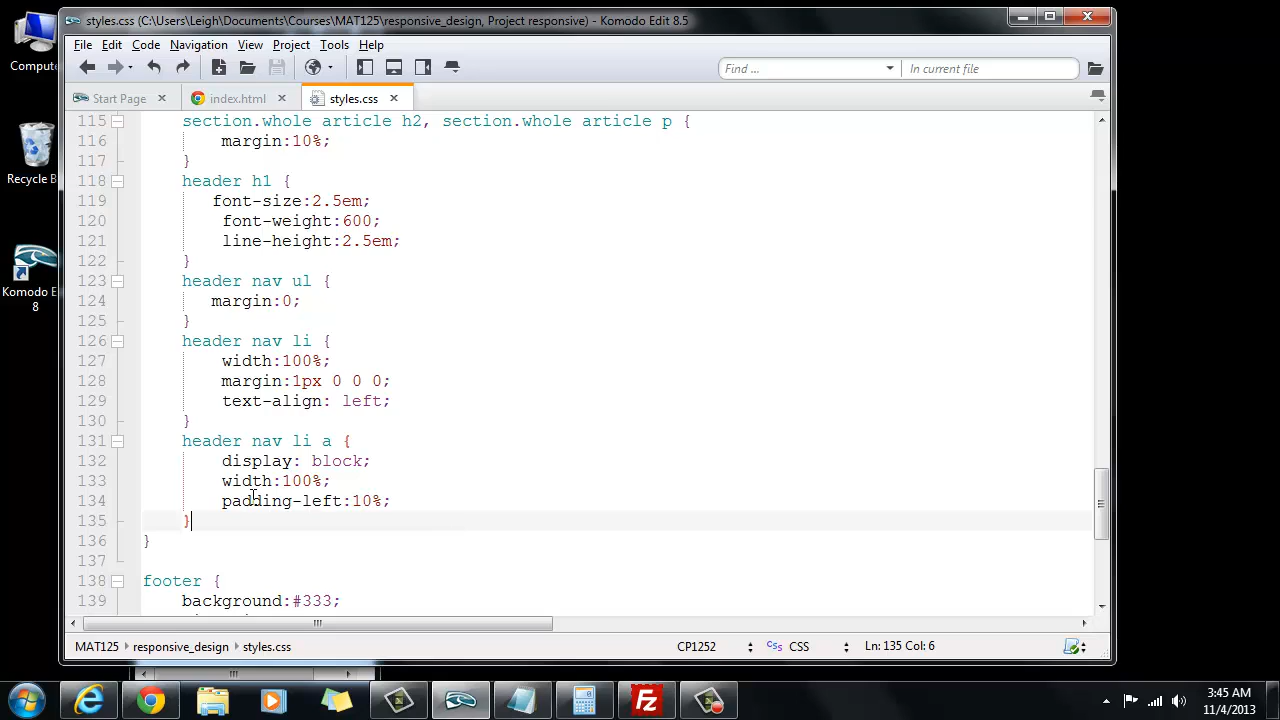 styles.css (C:\Users\Leigh\Documents\Courses\MAT125\responsive_design, Project responsive) - Komodo Edit 8.5
File Edit Code Navigation View Project Tools Help
Find ... In current file
Start Page index.html styles.css
115 section.whole article h2, section.whole article p {
116 margin:10%;
117 }
118 header h1 {
119 font-size:2.5em;
120 font-weight:600;
121 line-height:2.5em;
122 }
123 header nav ul {
124 margin:0;
125 }
126 header nav li {
127 width:100%;
128 margin:1px 0 0 0;
129 text-align: left;
130 }
131 header nav li a {
132 display: block;
133 width:100%;
134 padding-left:10%;
135 }
136 }
137
138 footer {
139 background:#333;
MAT125 responsive_design styles.css CP1252 CSS CSS Ln: 135 Col: 6
Recycle B
Komodo E
8
Comput
3:45 AM
11/4/2013